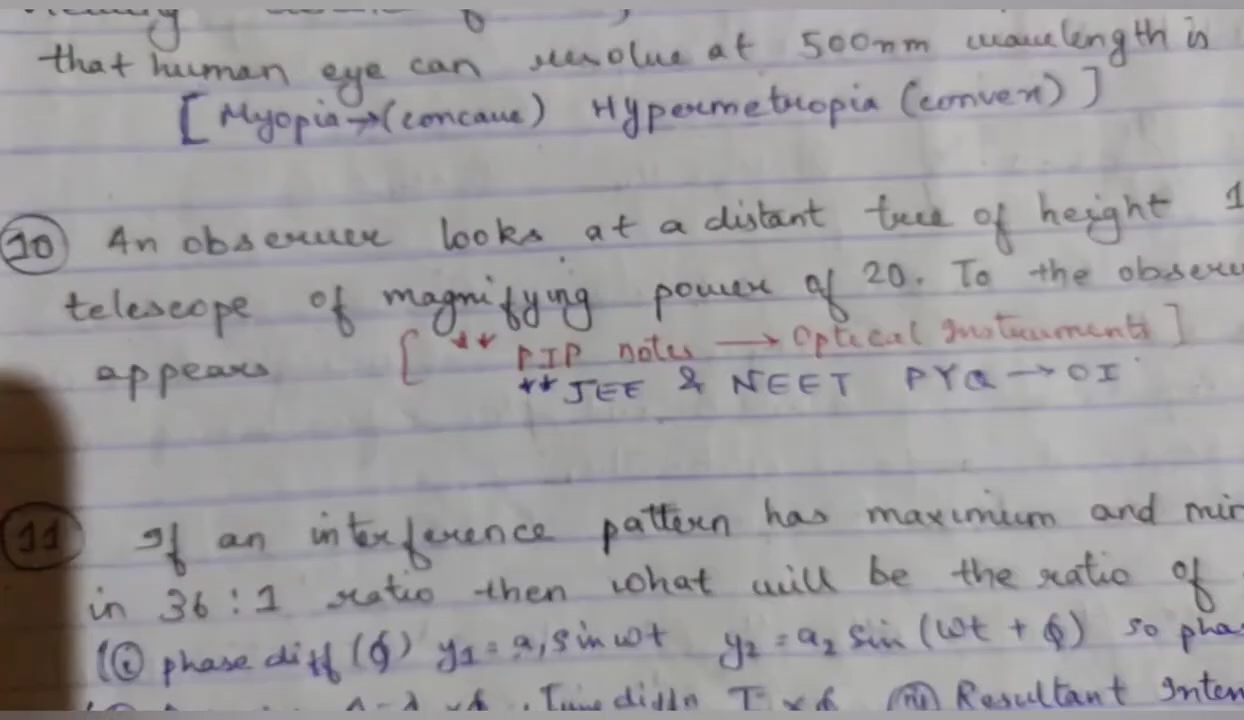 that human eye can resolve at 500nm wavelength is
[ Myopia→(concave) Hypermetropia (convex) ]
10 An observer looks at a distant tree of height 1
telescope of magnifying power of 20. To the observe
appears [ ** PIP notes → Optical Instruments ]
** JEE & NEET PYQ → OI
11 If an interference pattern has maximum and min
in 36 : 1 ratio then what will be the ratio of
(i) phase diff (ϕ) y1 = a1 sin wt y2 = a2 sin (wt + ϕ) so pha
Resultant Inten